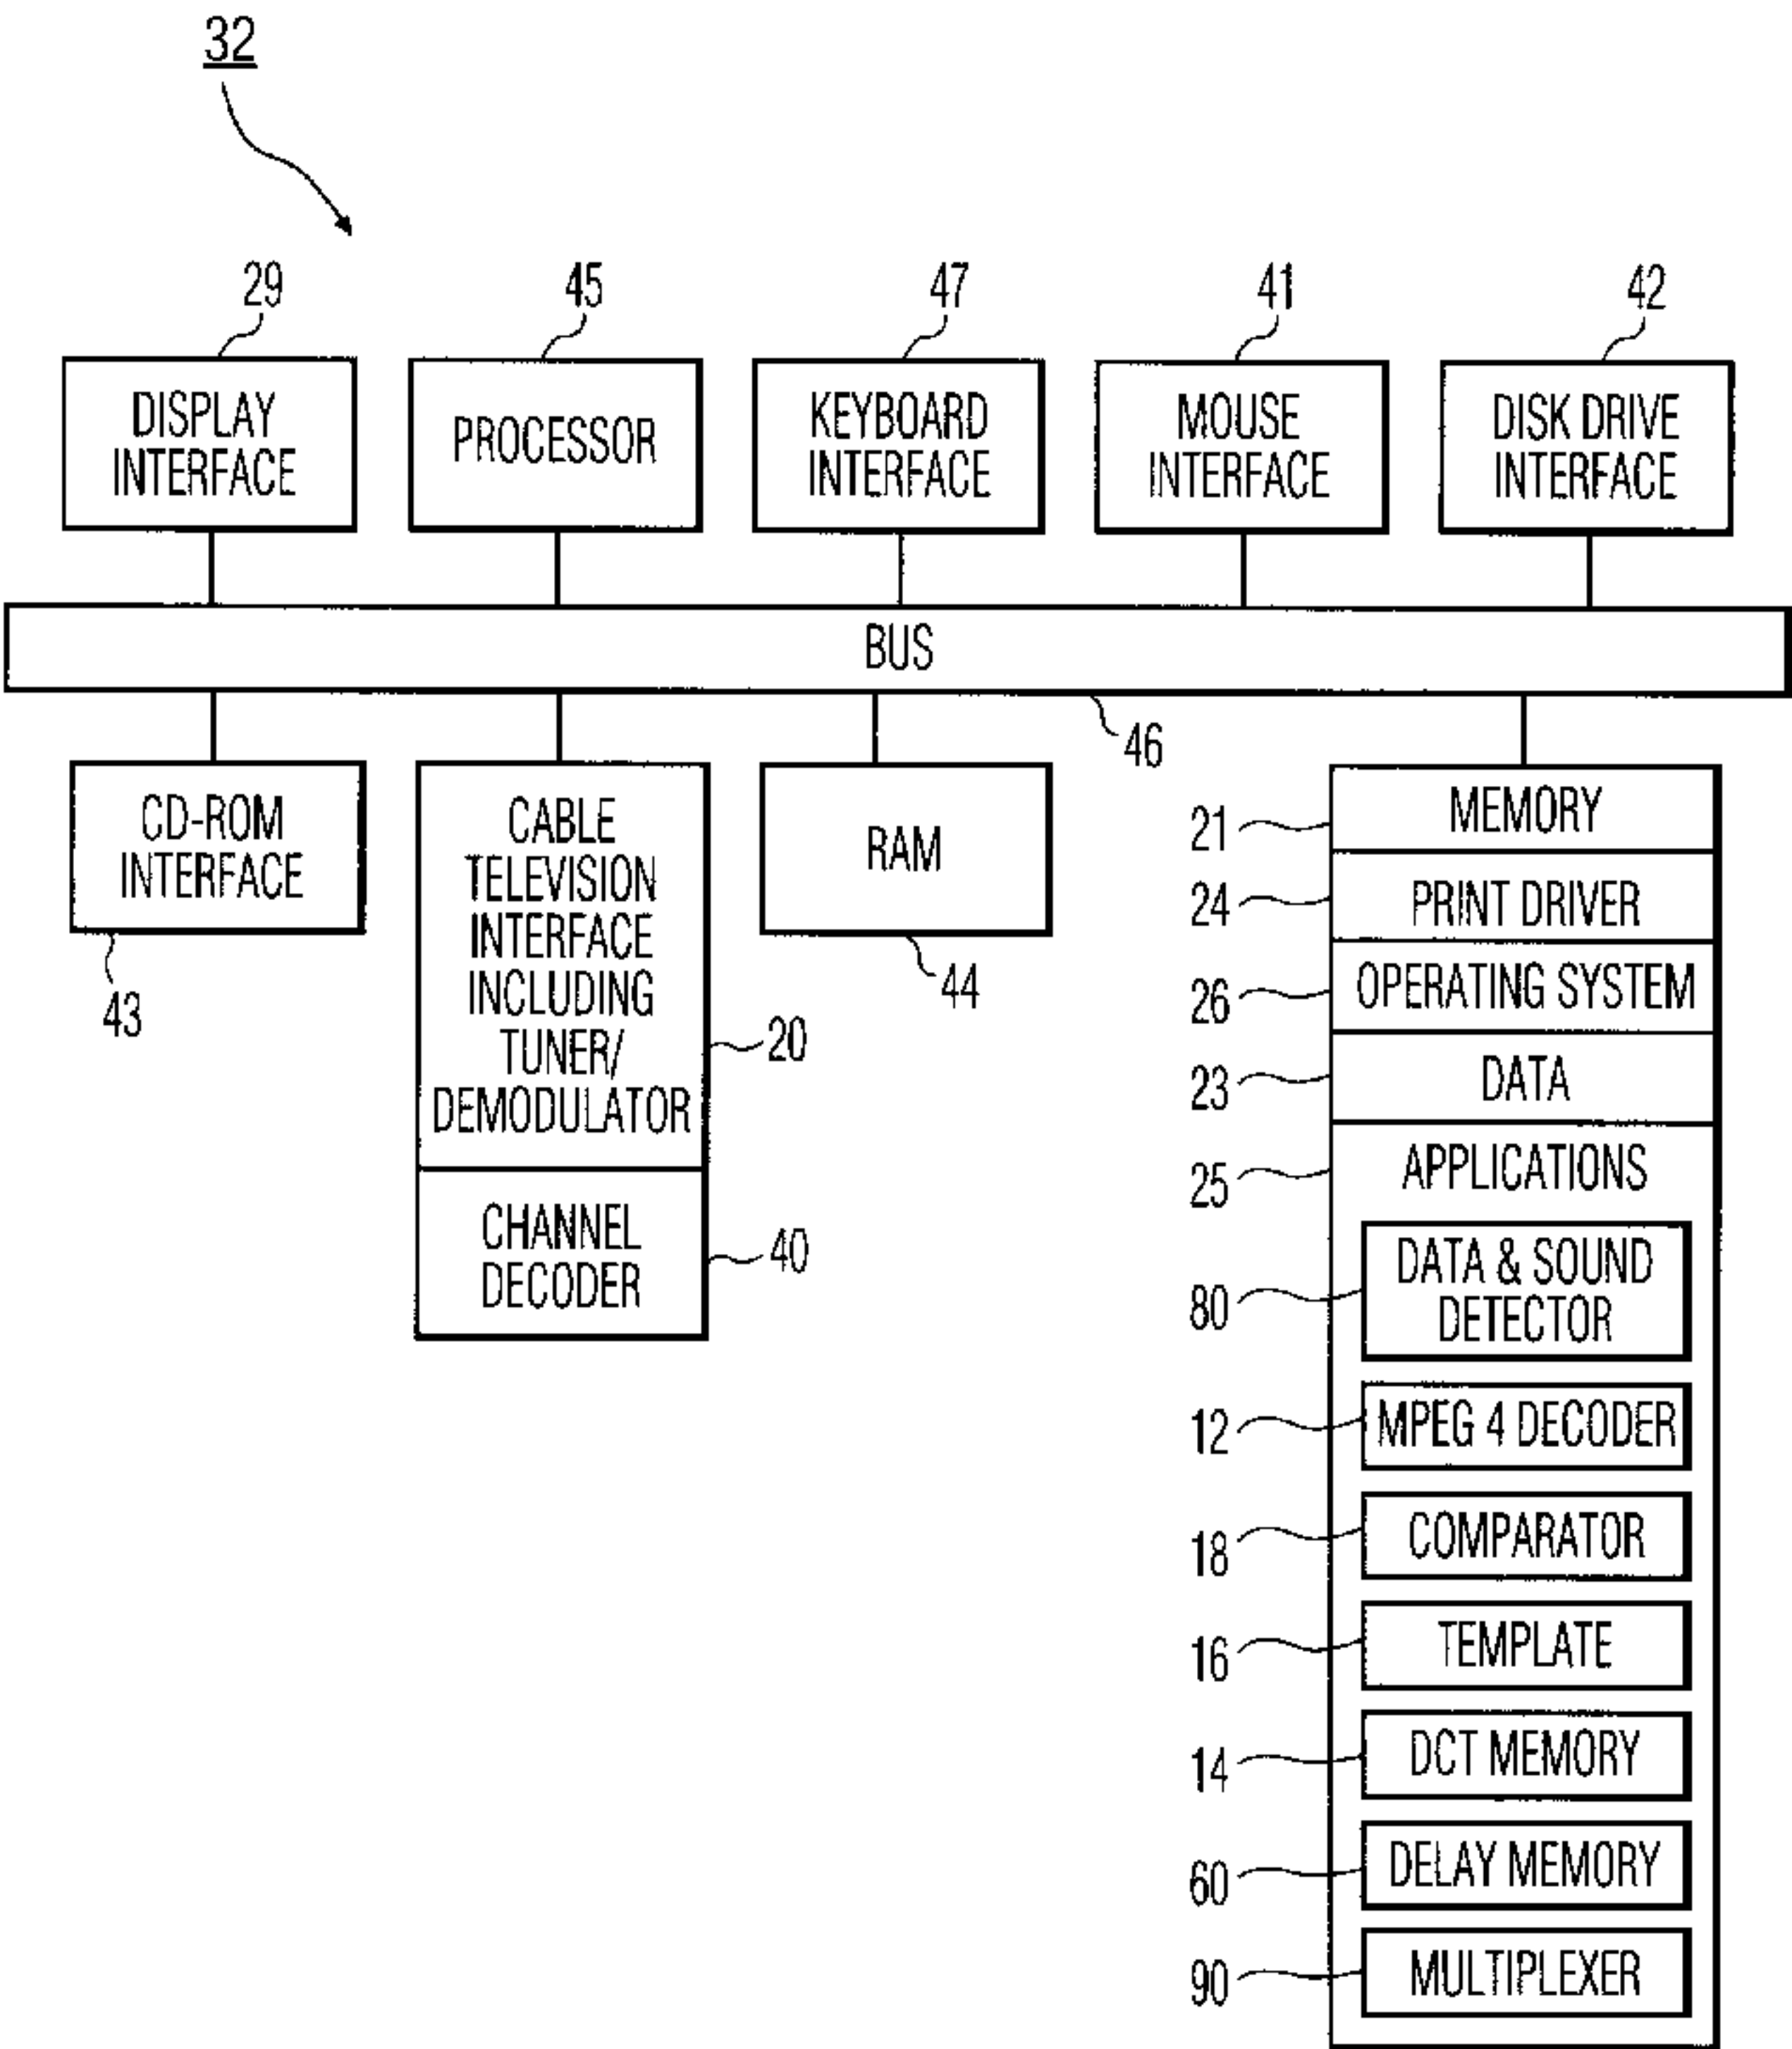 32
29
45
47
41
42
DISPLAY
INTERFACE
PROCESSOR
KEYBOARD
INTERFACE
MOUSE
INTERFACE
DISK DRIVE
INTERFACE
BUS
46
CD-ROM
INTERFACE
43
CABLE
TELEVISION
INTERFACE
INCLUDING
TUNER/
DEMODULATOR
20
CHANNEL
DECODER
40
RAM
44
21
MEMORY
24
PRINT DRIVER
26
OPERATING SYSTEM
23
DATA
25
APPLICATIONS
80
DATA & SOUND
DETECTOR
12
MPEG 4 DECODER
18
COMPARATOR
16
TEMPLATE
14
DCT MEMORY
60
DELAY MEMORY
90
MULTIPLEXER